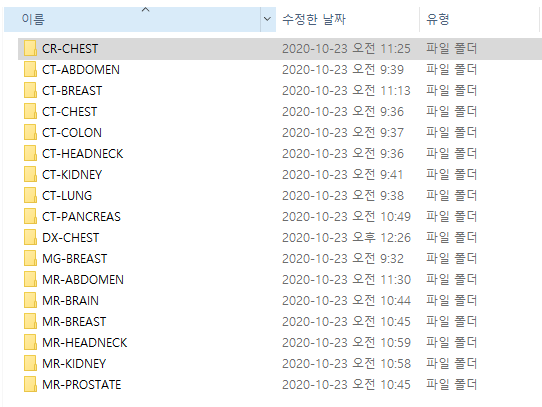 이름 수정한 날짜 유형
CR-CHEST 2020-10-23 오전 11:25 파일 폴더
CT-ABDOMEN 2020-10-23 오전 9:39 파일 폴더
CT-BREAST 2020-10-23 오전 11:13 파일 폴더
CT-CHEST 2020-10-23 오전 9:36 파일 폴더
CT-COLON 2020-10-23 오전 9:37 파일 폴더
CT-HEADNECK 2020-10-23 오전 9:36 파일 폴더
CT-KIDNEY 2020-10-23 오전 9:41 파일 폴더
CT-LUNG 2020-10-23 오전 9:38 파일 폴더
CT-PANCREAS 2020-10-23 오전 10:49 파일 폴더
DX-CHEST 2020-10-23 오후 12:26 파일 폴더
MG-BREAST 2020-10-23 오전 9:32 파일 폴더
MR-ABDOMEN 2020-10-23 오전 11:30 파일 폴더
MR-BRAIN 2020-10-23 오전 10:44 파일 폴더
MR-BREAST 2020-10-23 오전 10:45 파일 폴더
MR-HEADNECK 2020-10-23 오전 10:59 파일 폴더
MR-KIDNEY 2020-10-23 오전 10:58 파일 폴더
MR-PROSTATE 2020-10-23 오전 10:45 파일 폴더